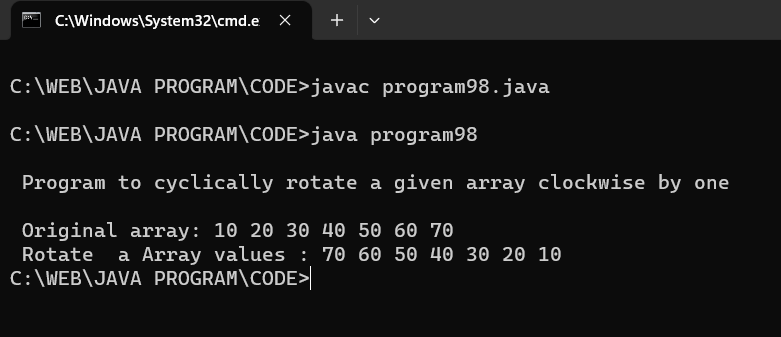 C:\Windows\System32\cmd.e
C:\WEB\JAVA PROGRAM\CODE>javac program98.java
C:\WEB\JAVA PROGRAM\CODE>java program98
Program to cyclically rotate a given array clockwise by one
Original array: 10 20 30 40 50 60 70
Rotate  a Array values : 70 60 50 40 30 20 10
C:\WEB\JAVA PROGRAM\CODE>